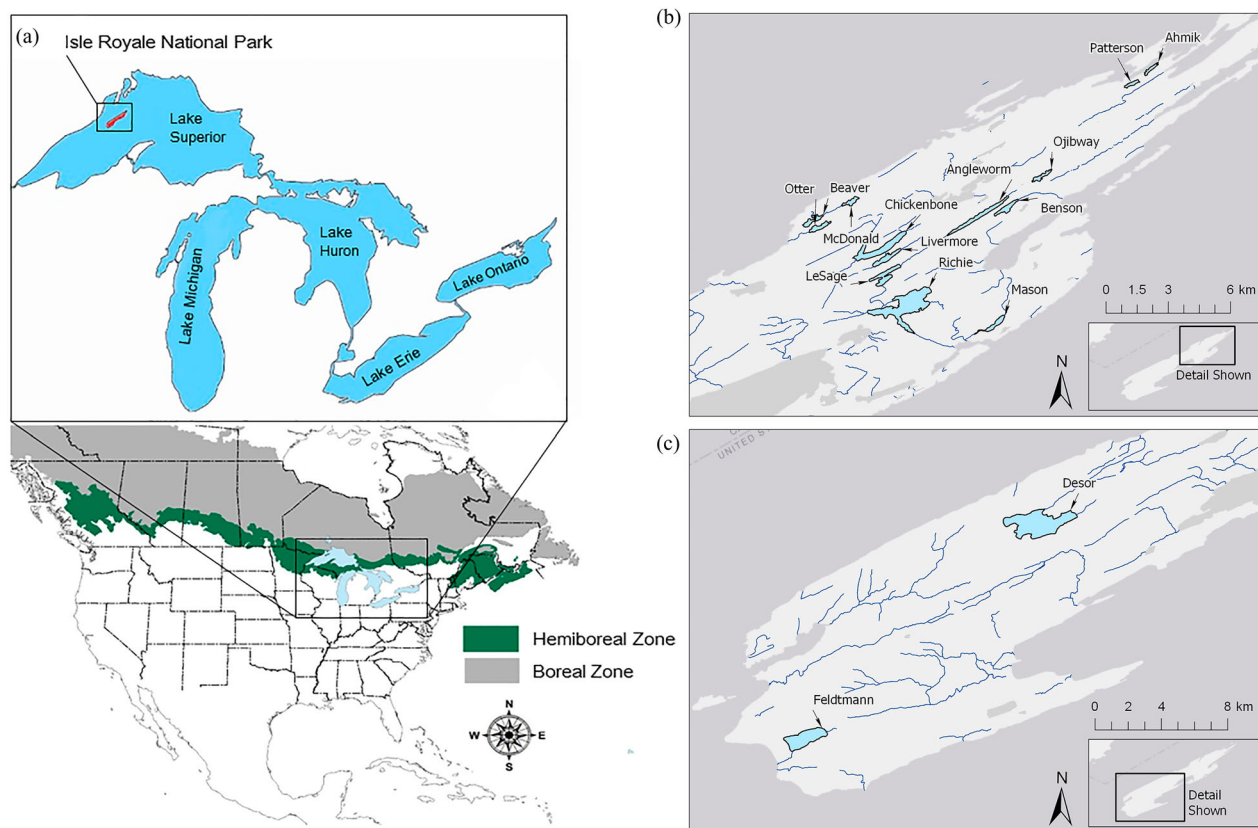 (a)
Isle Royale National Park
Lake
Superior
Lake Michigan
Lake
Huron
Lake Ontario
Lake Erie
Hemiboreal Zone
Boreal Zone
N
W
E
S
(b)
Ahmik
Patterson
Ojibway
Angleworm
Otter
Beaver
Chickenbone
Benson
McDonald
Livermore
LeSage
Richie
Mason
0 1.5 3 6 km
N
Detail Shown
(c)
UNITED ST
Desor
Feldtmann
0 2 4 8 km
N
Detail
Shown